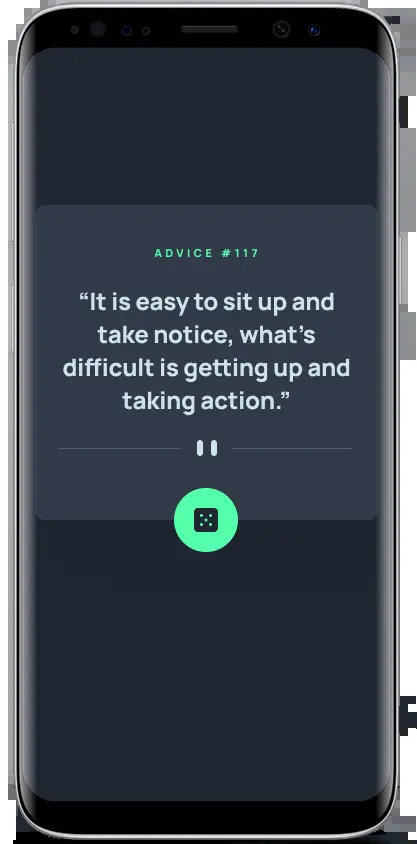 ADVICE #117
“It is easy to sit up and
take notice, what’s
difficult is getting up and
taking action.”